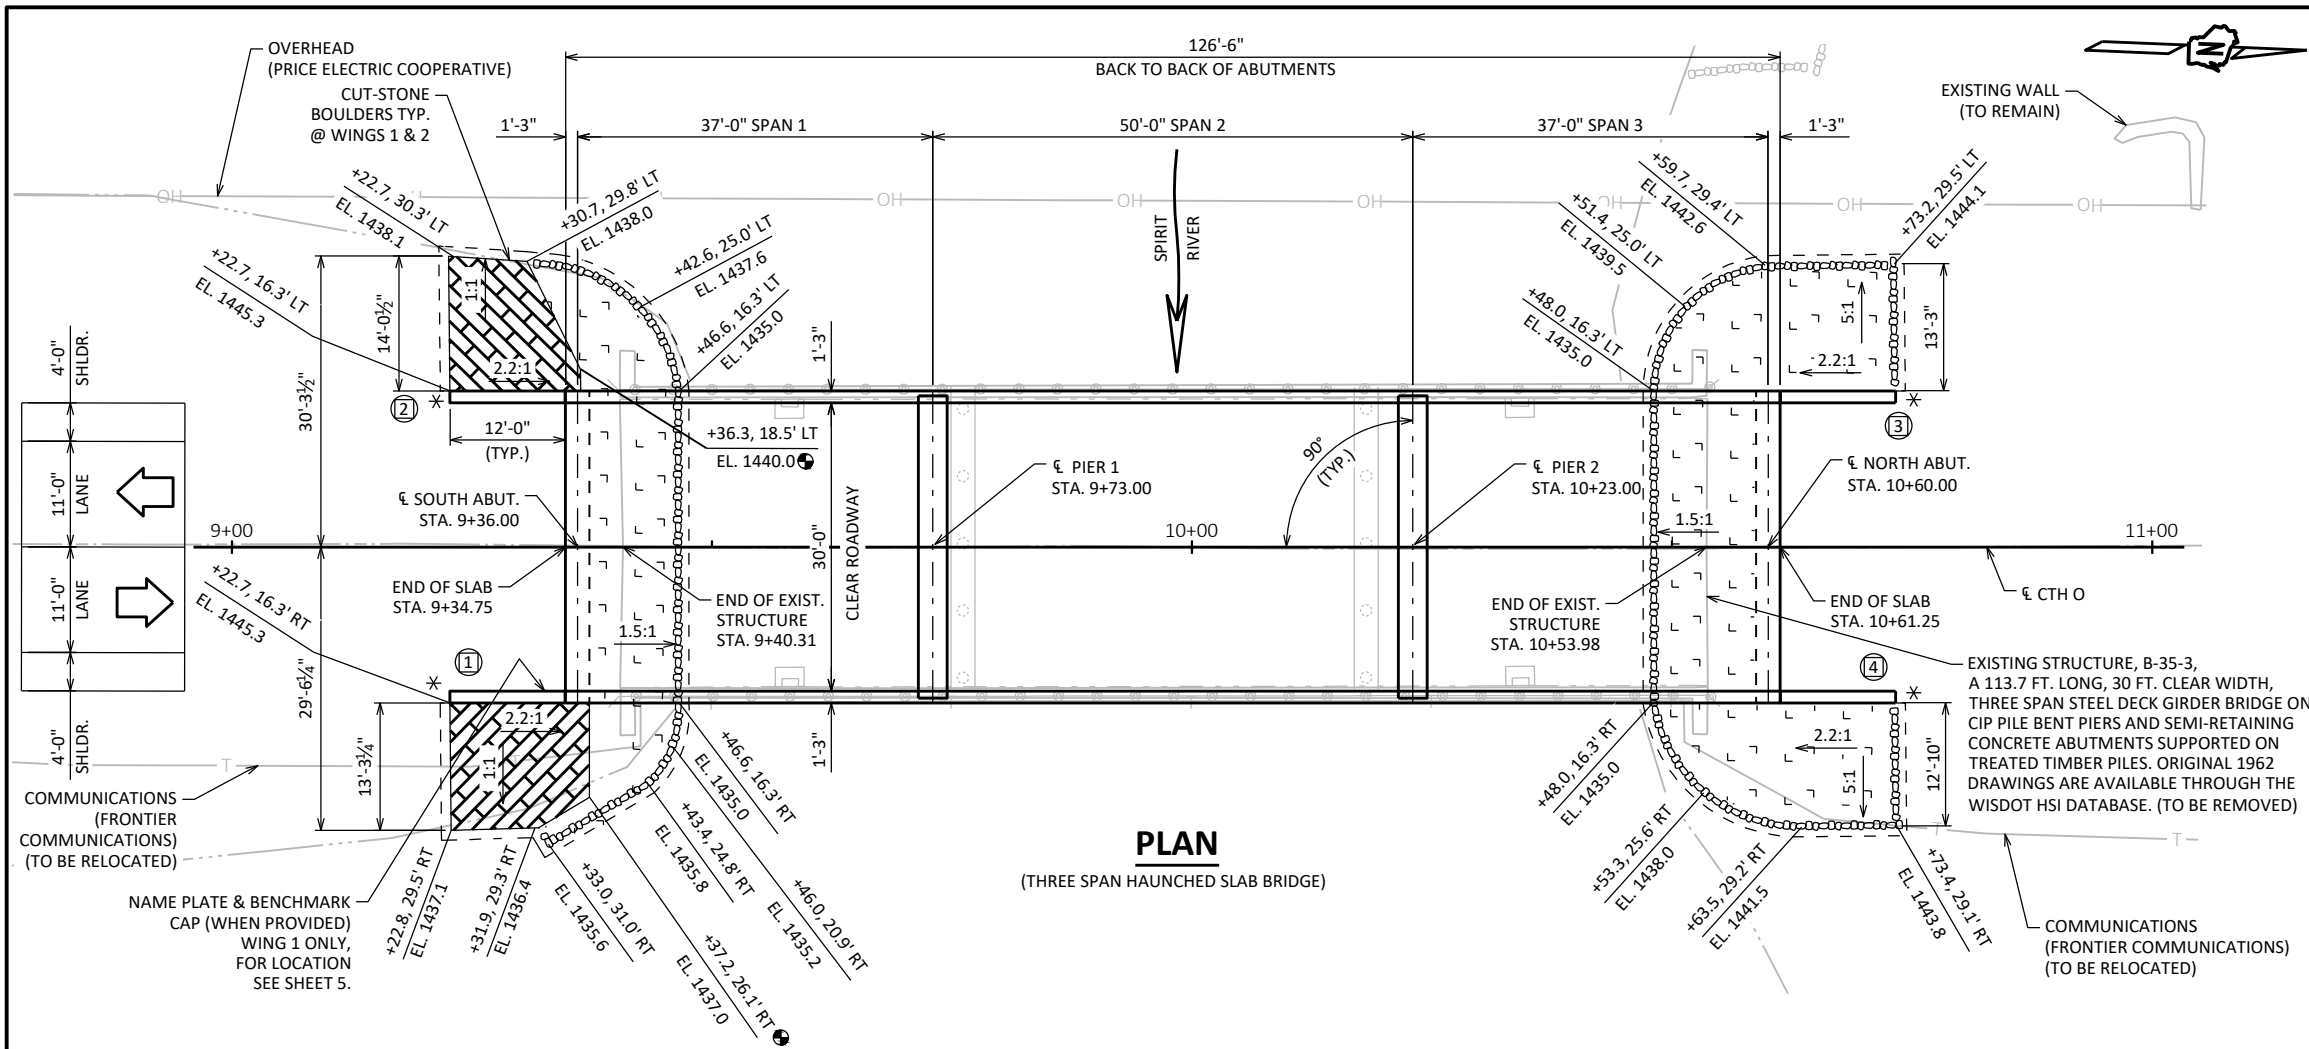 OVERHEAD
(PRICE ELECTRIC COOPERATIVE)
CUT-STONE
BOULDERS TYP.
@ WINGS 1 & 2
126'-6"
BACK TO BACK OF ABUTMENTS
N
1'-3"
37'-0" SPAN 1
50'-0" SPAN 2
37'-0" SPAN 3
1'-3"
EXISTING WALL
(TO REMAIN)
OH
OH
OH
OH
OH
OH
OH
OH
+22.7, 30.3' LT
EL. 1438.1
+30.7, 29.8' LT
EL. 1438.0
+42.6, 25.0' LT
EL. 1437.6
+46.6, 16.3' LT
EL. 1435.0
+22.7, 16.3' LT
EL. 1445.3
SPIRIT
RIVER
+59.7, 29.4' LT
EL. 1442.6
+51.4, 25.0' LT
EL. 1439.5
+48.0, 16.3' LT
EL. 1435.0
+73.2, 29.5' LT
EL. 1444.1
1:1
2.2:1
14'-0½"
30'-3½"
1'-3"
5:1
2.2:1
13'-3"
4'-0"
SHLDR.
11'-0"
LANE
11'-0"
LANE
4'-0"
SHLDR.
2
*
12'-0"
(TYP.)
+36.3, 18.5' LT
EL. 1440.0
*
3
90°
(TYP.)
℄ PIER 1
STA. 9+73.00
℄ PIER 2
STA. 10+23.00
℄ NORTH ABUT.
STA. 10+60.00
℄ SOUTH ABUT.
STA. 9+36.00
30'-0"
CLEAR ROADWAY
1.5:1
9+00
10+00
11+00
END OF SLAB
STA. 9+34.75
END OF EXIST.
STRUCTURE
STA. 9+40.31
1.5:1
END OF EXIST.
STRUCTURE
STA. 10+53.98
END OF SLAB
STA. 10+61.25
℄ CTH O
+22.7, 16.3' RT
EL. 1445.3
29'-6¼"
1
*
4
*
EXISTING STRUCTURE, B-35-3,
A 113.7 FT. LONG, 30 FT. CLEAR WIDTH,
THREE SPAN STEEL DECK GIRDER BRIDGE ON
CIP PILE BENT PIERS AND SEMI-RETAINING
CONCRETE ABUTMENTS SUPPORTED ON
TREATED TIMBER PILES. ORIGINAL 1962
DRAWINGS ARE AVAILABLE THROUGH THE
WISDOT HSI DATABASE. (TO BE REMOVED)
2.2:1
1:1
13'-3¼"
1'-3"
2.2:1
5:1
12'-10"
T
T
T
COMMUNICATIONS
(FRONTIER
COMMUNICATIONS)
(TO BE RELOCATED)
NAME PLATE & BENCHMARK
CAP (WHEN PROVIDED)
WING 1 ONLY,
FOR LOCATION
SEE SHEET 5.
+22.8, 29.5' RT
EL. 1437.1
+31.9, 29.3' RT
EL. 1436.4
+33.0, 31.0' RT
EL. 1435.6
+37.2, 26.1' RT
EL. 1437.0
+43.4, 24.8' RT
EL. 1435.8
+46.0, 20.9' RT
EL. 1435.2
+46.6, 16.3' RT
EL. 1435.0
PLAN
(THREE SPAN HAUNCHED SLAB BRIDGE)
+48.0, 16.3' RT
EL. 1435.0
+53.3, 25.6' RT
EL. 1438.0
+63.5, 29.2' RT
EL. 1441.5
+73.4, 29.1' RT
EL. 1443.8
COMMUNICATIONS
(FRONTIER COMMUNICATIONS)
(TO BE RELOCATED)